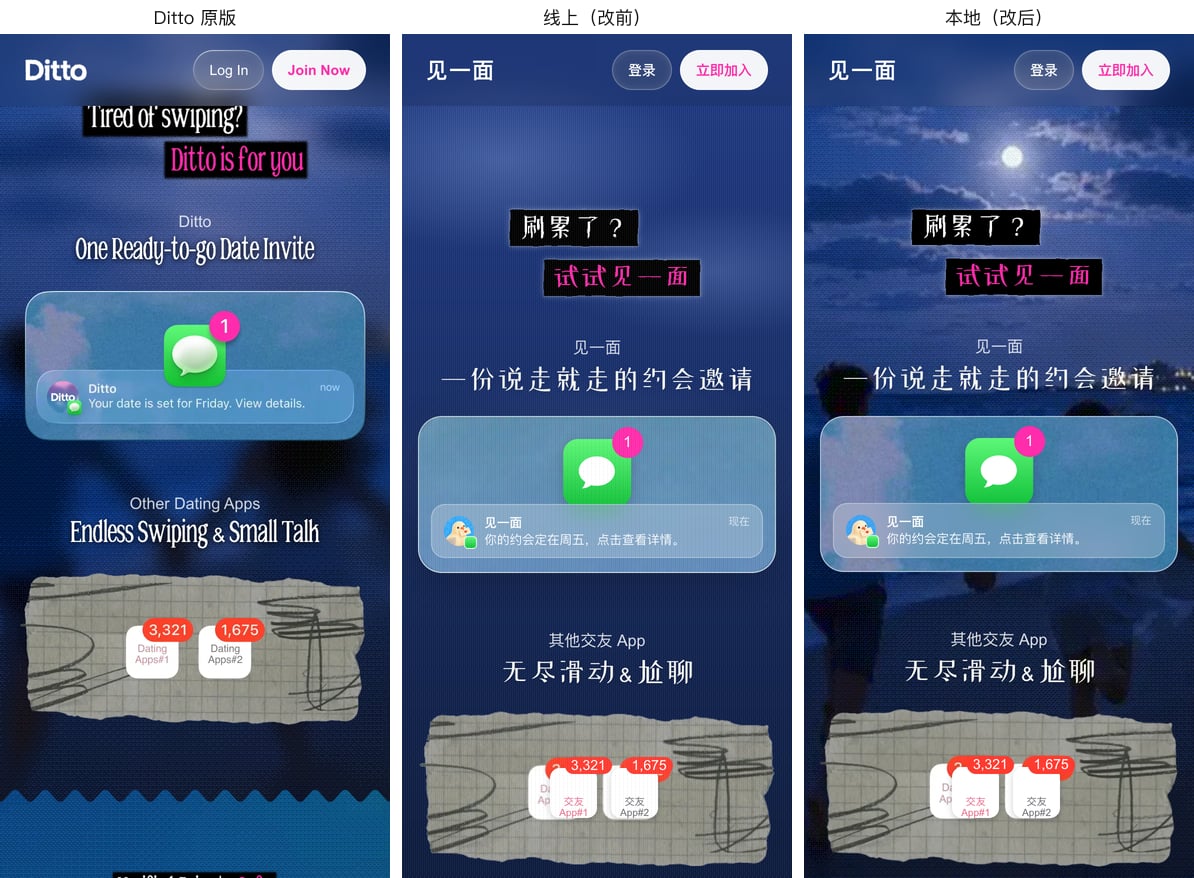 Ditto 原版
线上（改前）
本地（改后）
Ditto
Log In
Join Now
Tired of swiping?
Ditto is for you
Ditto
One Ready-to-go Date Invite
1
Ditto
now
Ditto
Your date is set for Friday. View details.
Other Dating Apps
Endless Swiping & Small Talk
3,321
1,675
Dating
Apps#1
Dating
Apps#2
见一面
登录
立即加入
刷累了？
试试见一面
见一面
一份说走就走的约会邀请
1
见一面
现在
你的约会定在周五，点击查看详情。
其他交友 App
无尽滑动&尬聊
3,321
1,675
交友
App#1
交友
App#2
见一面
登录
立即加入
刷累了？
试试见一面
见一面
一份说走就走的约会邀请
1
见一面
现在
你的约会定在周五，点击查看详情。
其他交友 App
无尽滑动&尬聊
3,321
1,675
交友
App#1
交友
App#2